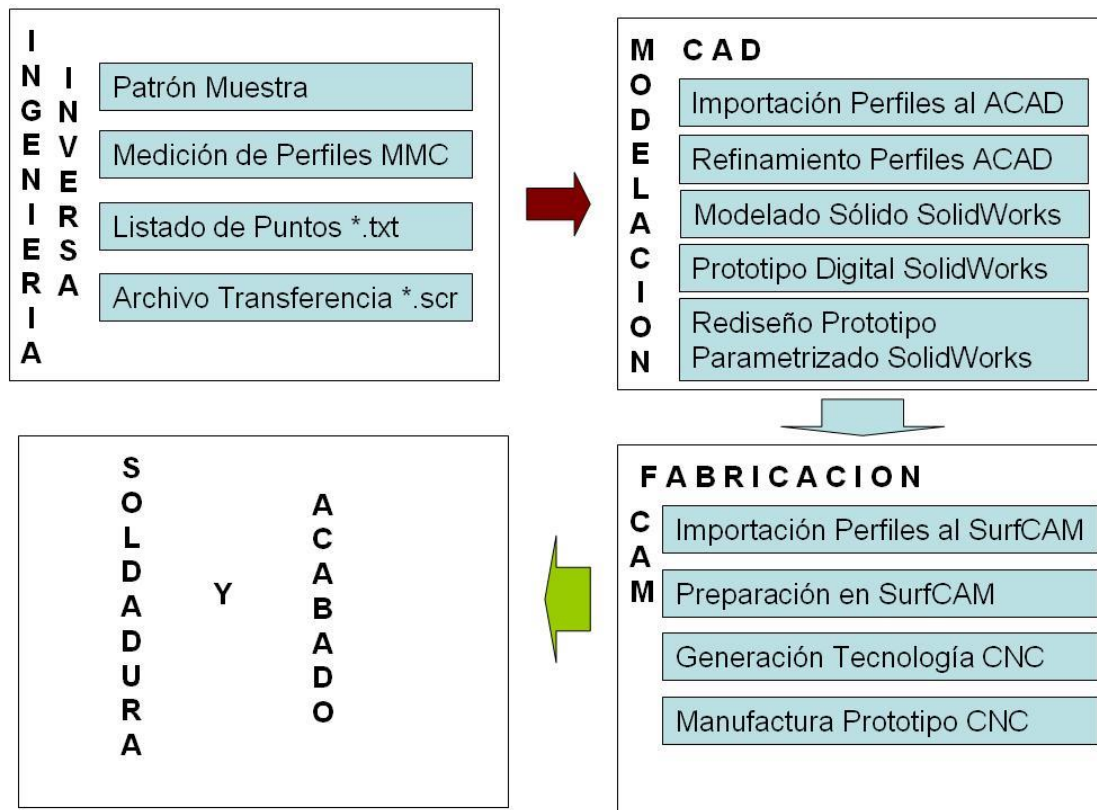 INGENIERIA
INVERSA
Patrón Muestra
Medición de Perfiles MMC
Listado de Puntos *.txt
Archivo Transferencia *.scr
MODELACION
CAD
Importación Perfiles al ACAD
Refinamiento Perfiles ACAD
Modelado Sólido SolidWorks
Prototipo Digital SolidWorks
Rediseño Prototipo
Parametrizado SolidWorks
FABRICACION
CAM
Importación Perfiles al SurfCAM
Preparación en SurfCAM
Generación Tecnología CNC
Manufactura Prototipo CNC
SOLDADURA
Y
ACABADO